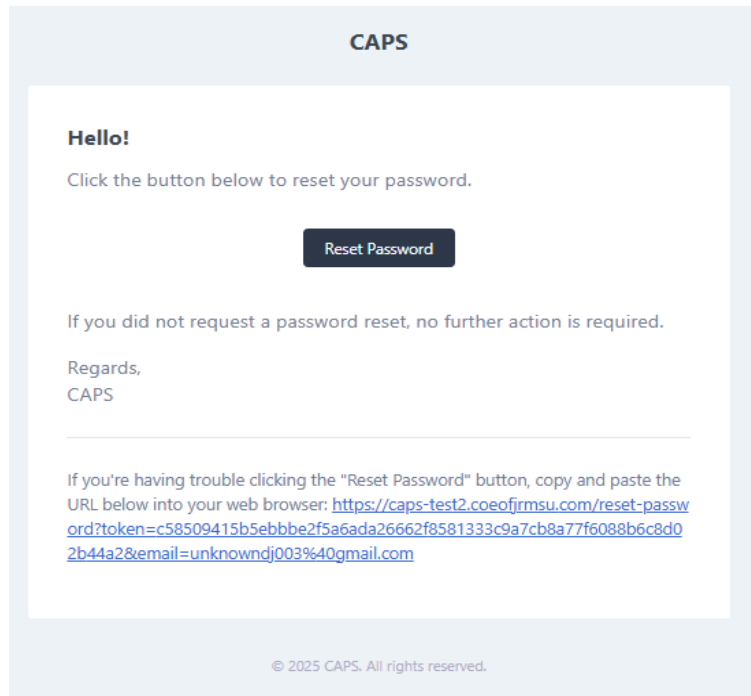 CAPS
Hello!
Click the button below to reset your password.
Reset Password
If you did not request a password reset, no further action is required.
Regards,
CAPS
If you're having trouble clicking the "Reset Password" button, copy and paste the
URL below into your web browser: https://caps-test2.coeofjrmsu.com/reset-passw
ord?token=c58509415b5ebbbe2f5a6ada26662f8581333c9a7cb8a77f6088b6c8d0
2b44a2&email=unknowndj003%40gmail.com
© 2025 CAPS. All rights reserved.